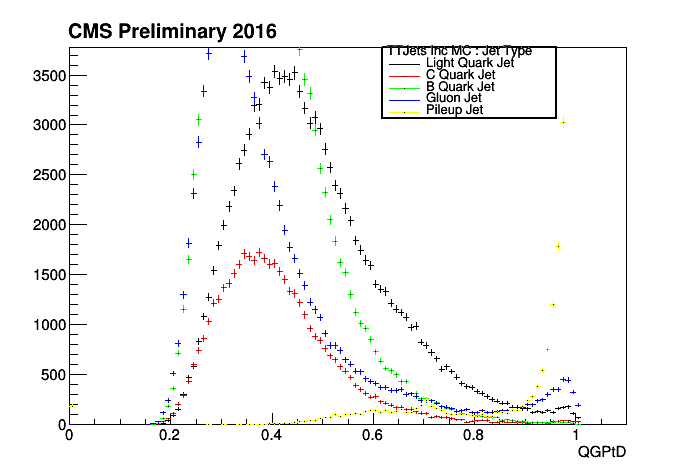 CMS Preliminary 2016
TTJets Inc MC : Jet Type
Light Quark Jet
C Quark Jet
B Quark Jet
Gluon Jet
Pileup Jet
3500
3000
2500
2000
1500
1000
500
0
0 0.2 0.4 0.6 0.8 1
QGPtD